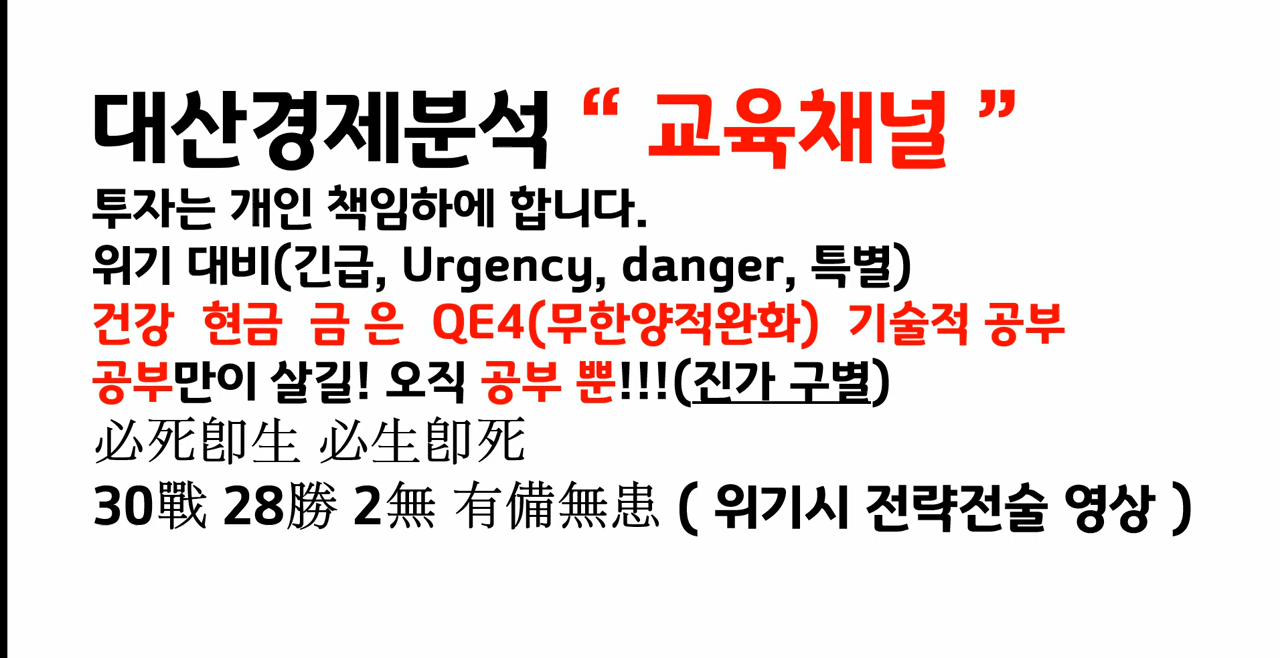 대산경제분석 “ 교육채널 ”
투자는 개인 책임하에 합니다.
위기 대비(긴급, Urgency, danger, 특별)
건강 현금 금 은 QE4(무한양적완화) 기술적 공부
공부만이 살길! 오직 공부 뿐!!!(진가 구별)
必死卽生 必生卽死
30戰 28勝 2無 有備無患 ( 위기시 전략전술 영상 )